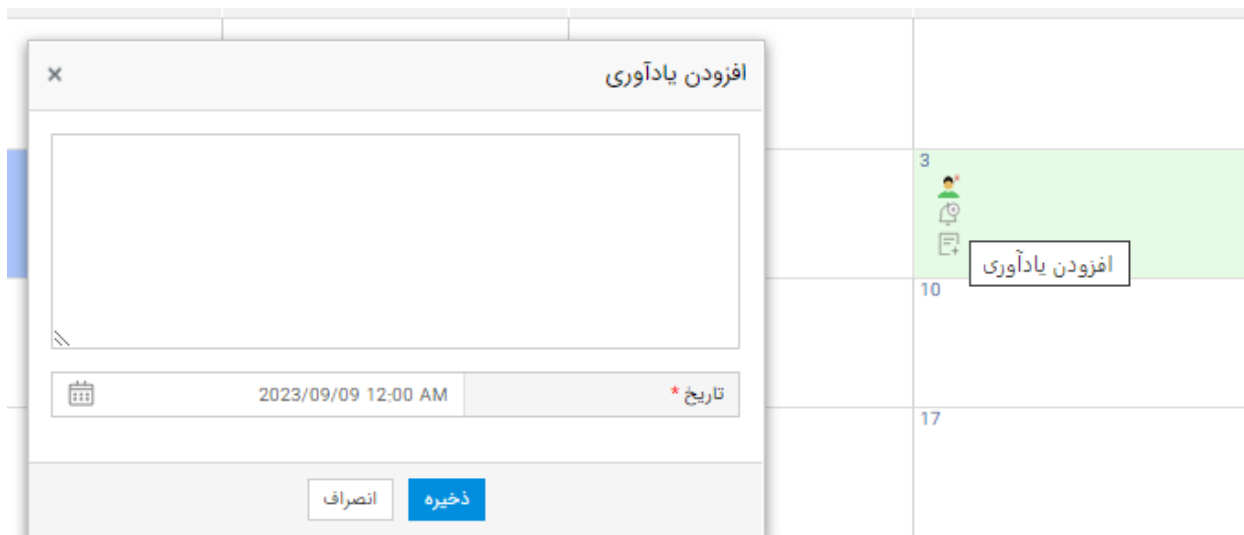 افزودن یادآوری
×
تاریخ *
2023/09/09 12:00 AM
ذخیره
انصراف
3
افزودن یادآوری
10
17